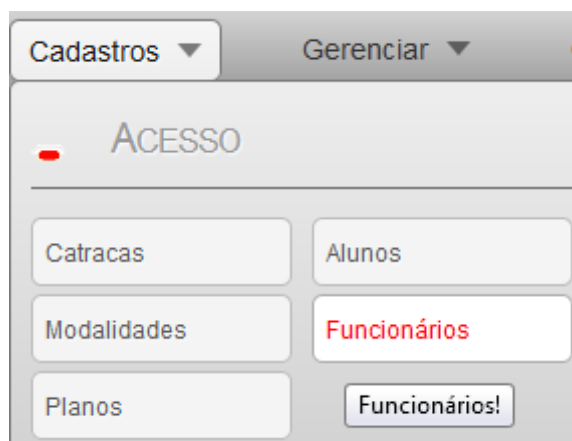 Cadastros Gerenciar
ACESSO
Catracas Alunos
Modalidades Funcionários
Planos Funcionários!